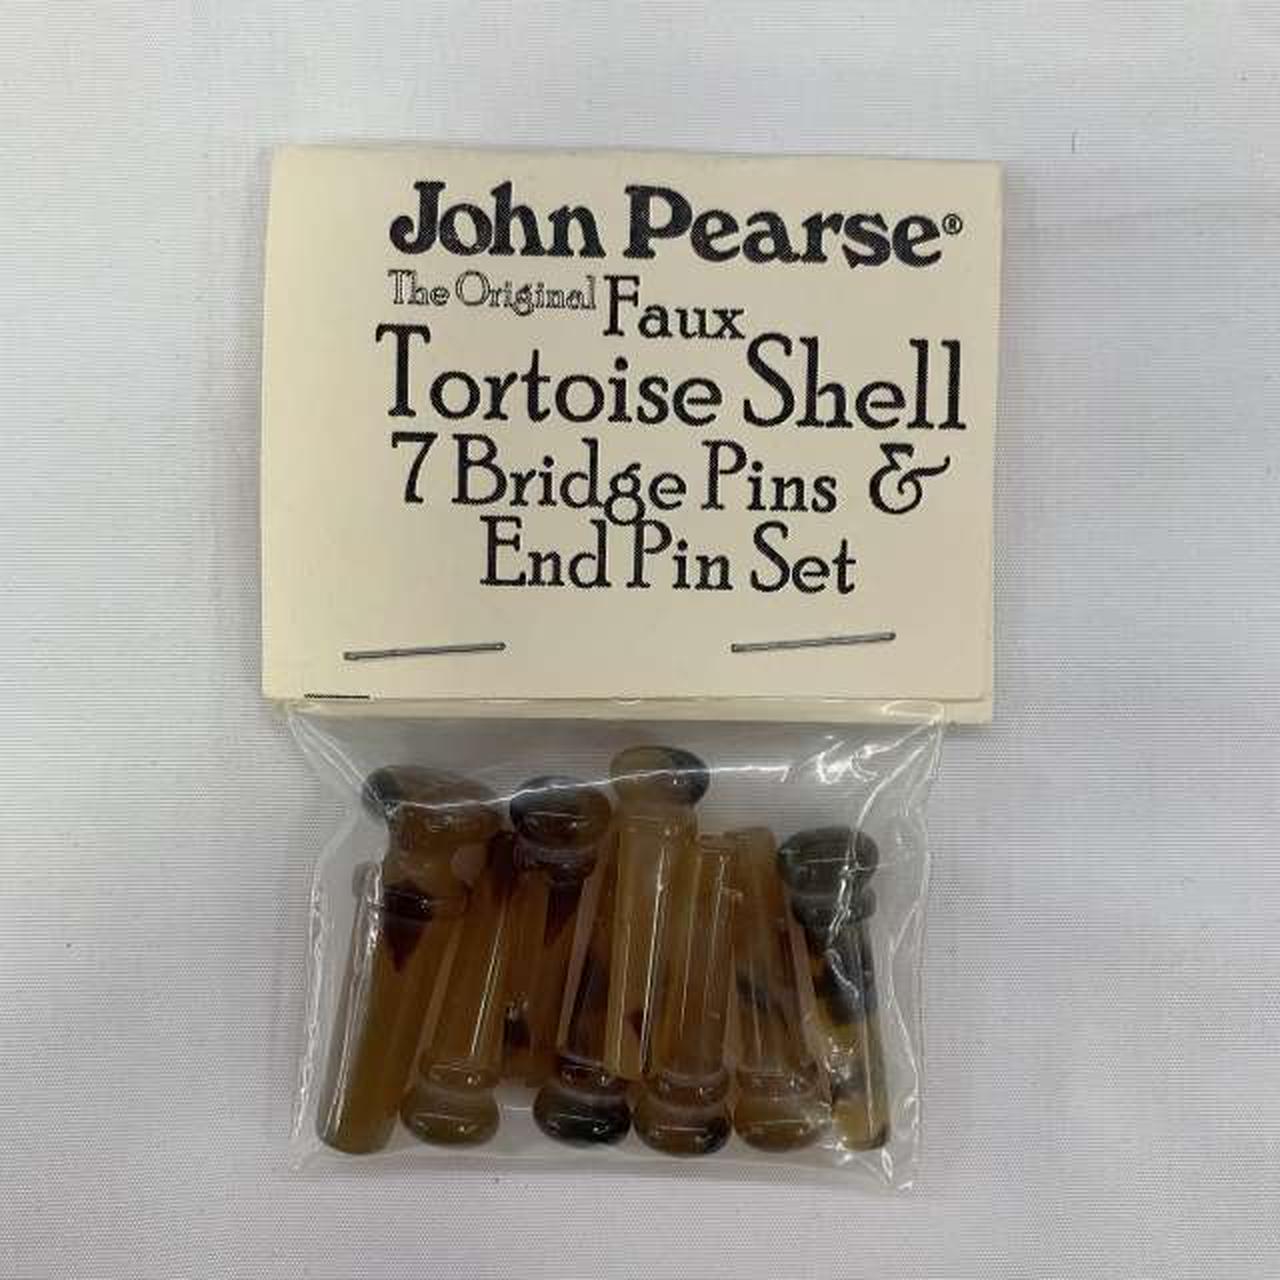 John Pearse®
The Original Faux
Tortoise Shell
7 Bridge Pins &
End Pin Set